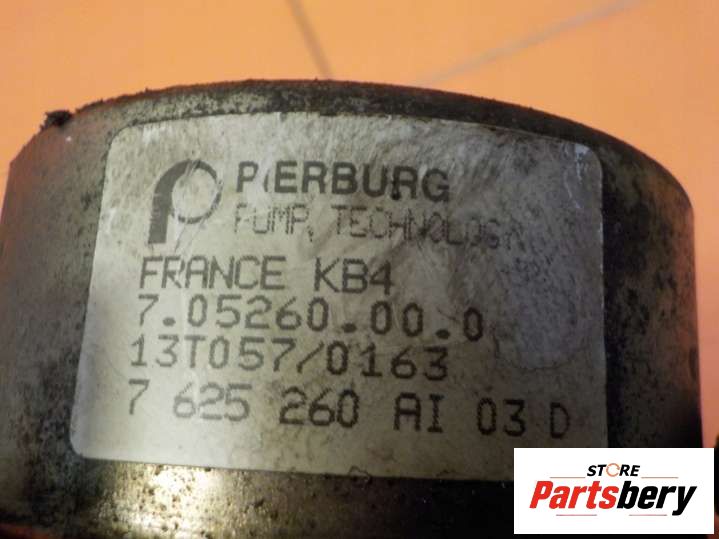 PIERBURG
PUMP TECHNOLOGY
FRANCE KB4
7.05260.00.0
13T057/0163
7 625 260 AI 03 D
STORE
Partsbery